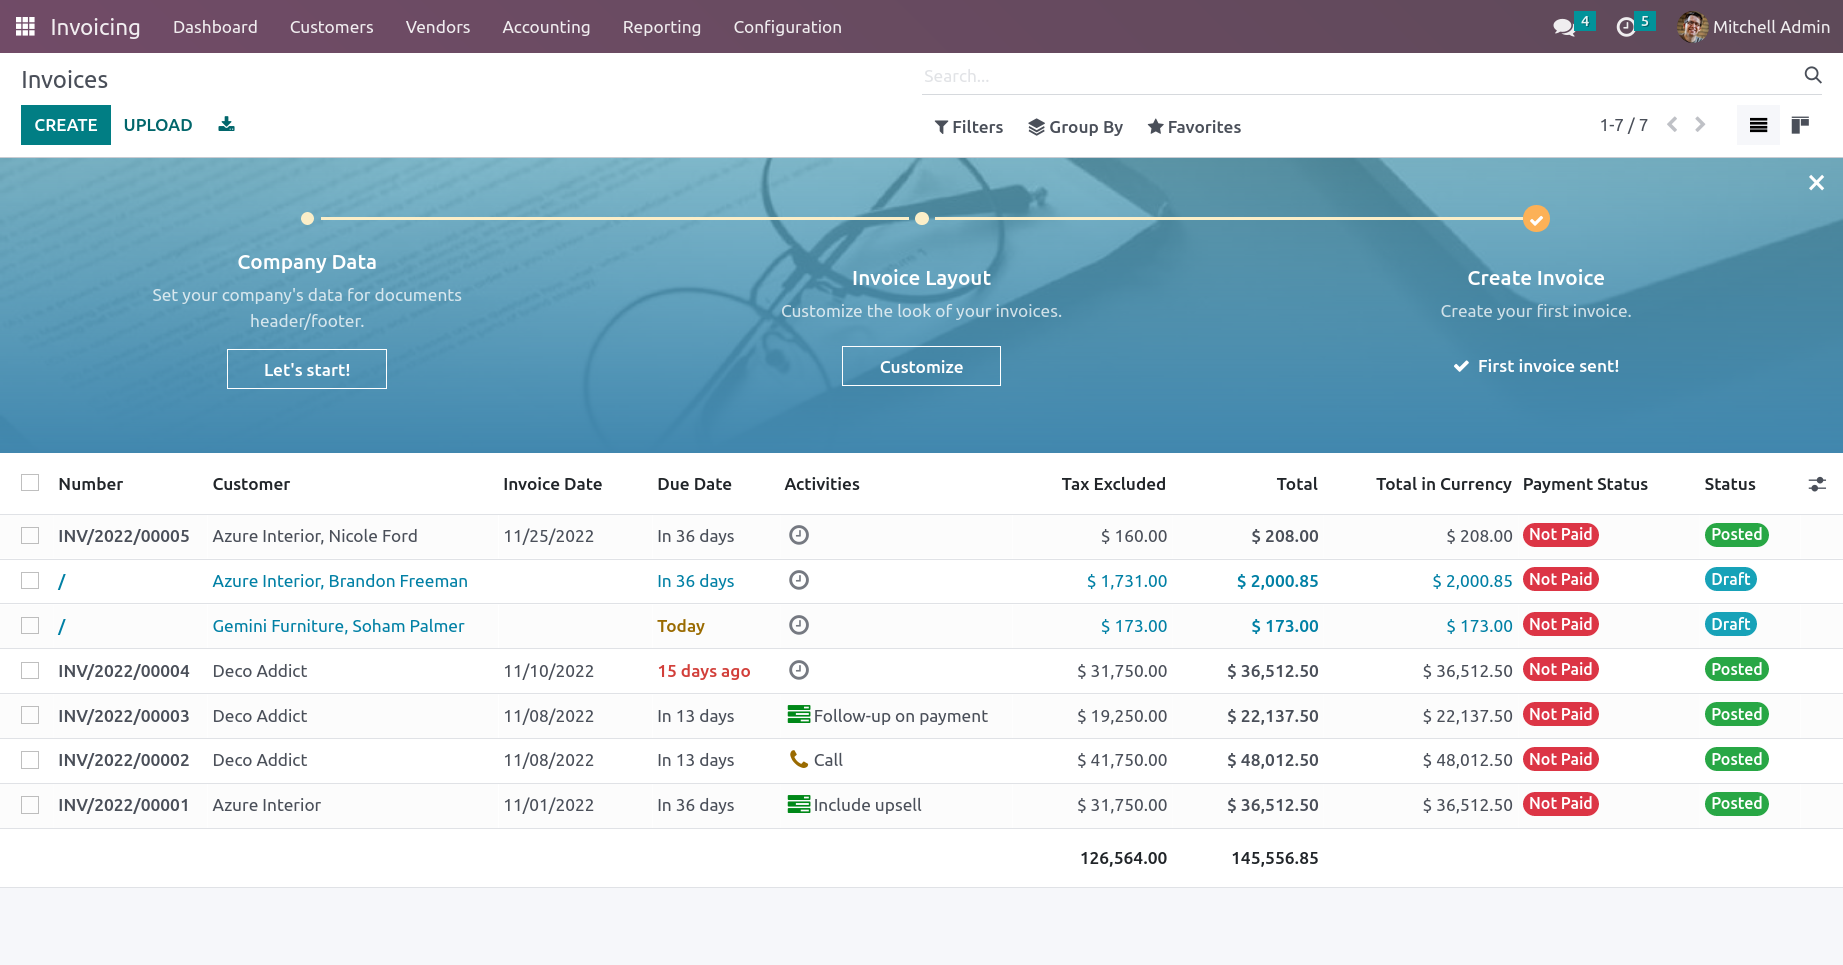 Invoicing Dashboard Customers Vendors Accounting Reporting Configuration 4 5 Mitchell Admin
Invoices
Search...
CREATE UPLOAD
Filters Group By Favorites 1-7 / 7
Company Data
Set your company's data for documents
header/footer.
Let's start!
Invoice Layout
Customize the look of your invoices.
Customize
Create Invoice
Create your first invoice.
First invoice sent!
Number Customer Invoice Date Due Date Activities Tax Excluded Total Total in Currency Payment Status Status
INV/2022/00005 Azure Interior, Nicole Ford 11/25/2022 In 36 days $ 160.00 $ 208.00 $ 208.00 Not Paid Posted
/ Azure Interior, Brandon Freeman In 36 days $ 1,731.00 $ 2,000.85 $ 2,000.85 Not Paid Draft
/ Gemini Furniture, Soham Palmer Today $ 173.00 $ 173.00 $ 173.00 Not Paid Draft
INV/2022/00004 Deco Addict 11/10/2022 15 days ago $ 31,750.00 $ 36,512.50 $ 36,512.50 Not Paid Posted
INV/2022/00003 Deco Addict 11/08/2022 In 13 days Follow-up on payment $ 19,250.00 $ 22,137.50 $ 22,137.50 Not Paid Posted
INV/2022/00002 Deco Addict 11/08/2022 In 13 days Call $ 41,750.00 $ 48,012.50 $ 48,012.50 Not Paid Posted
INV/2022/00001 Azure Interior 11/01/2022 In 36 days Include upsell $ 31,750.00 $ 36,512.50 $ 36,512.50 Not Paid Posted
126,564.00 145,556.85